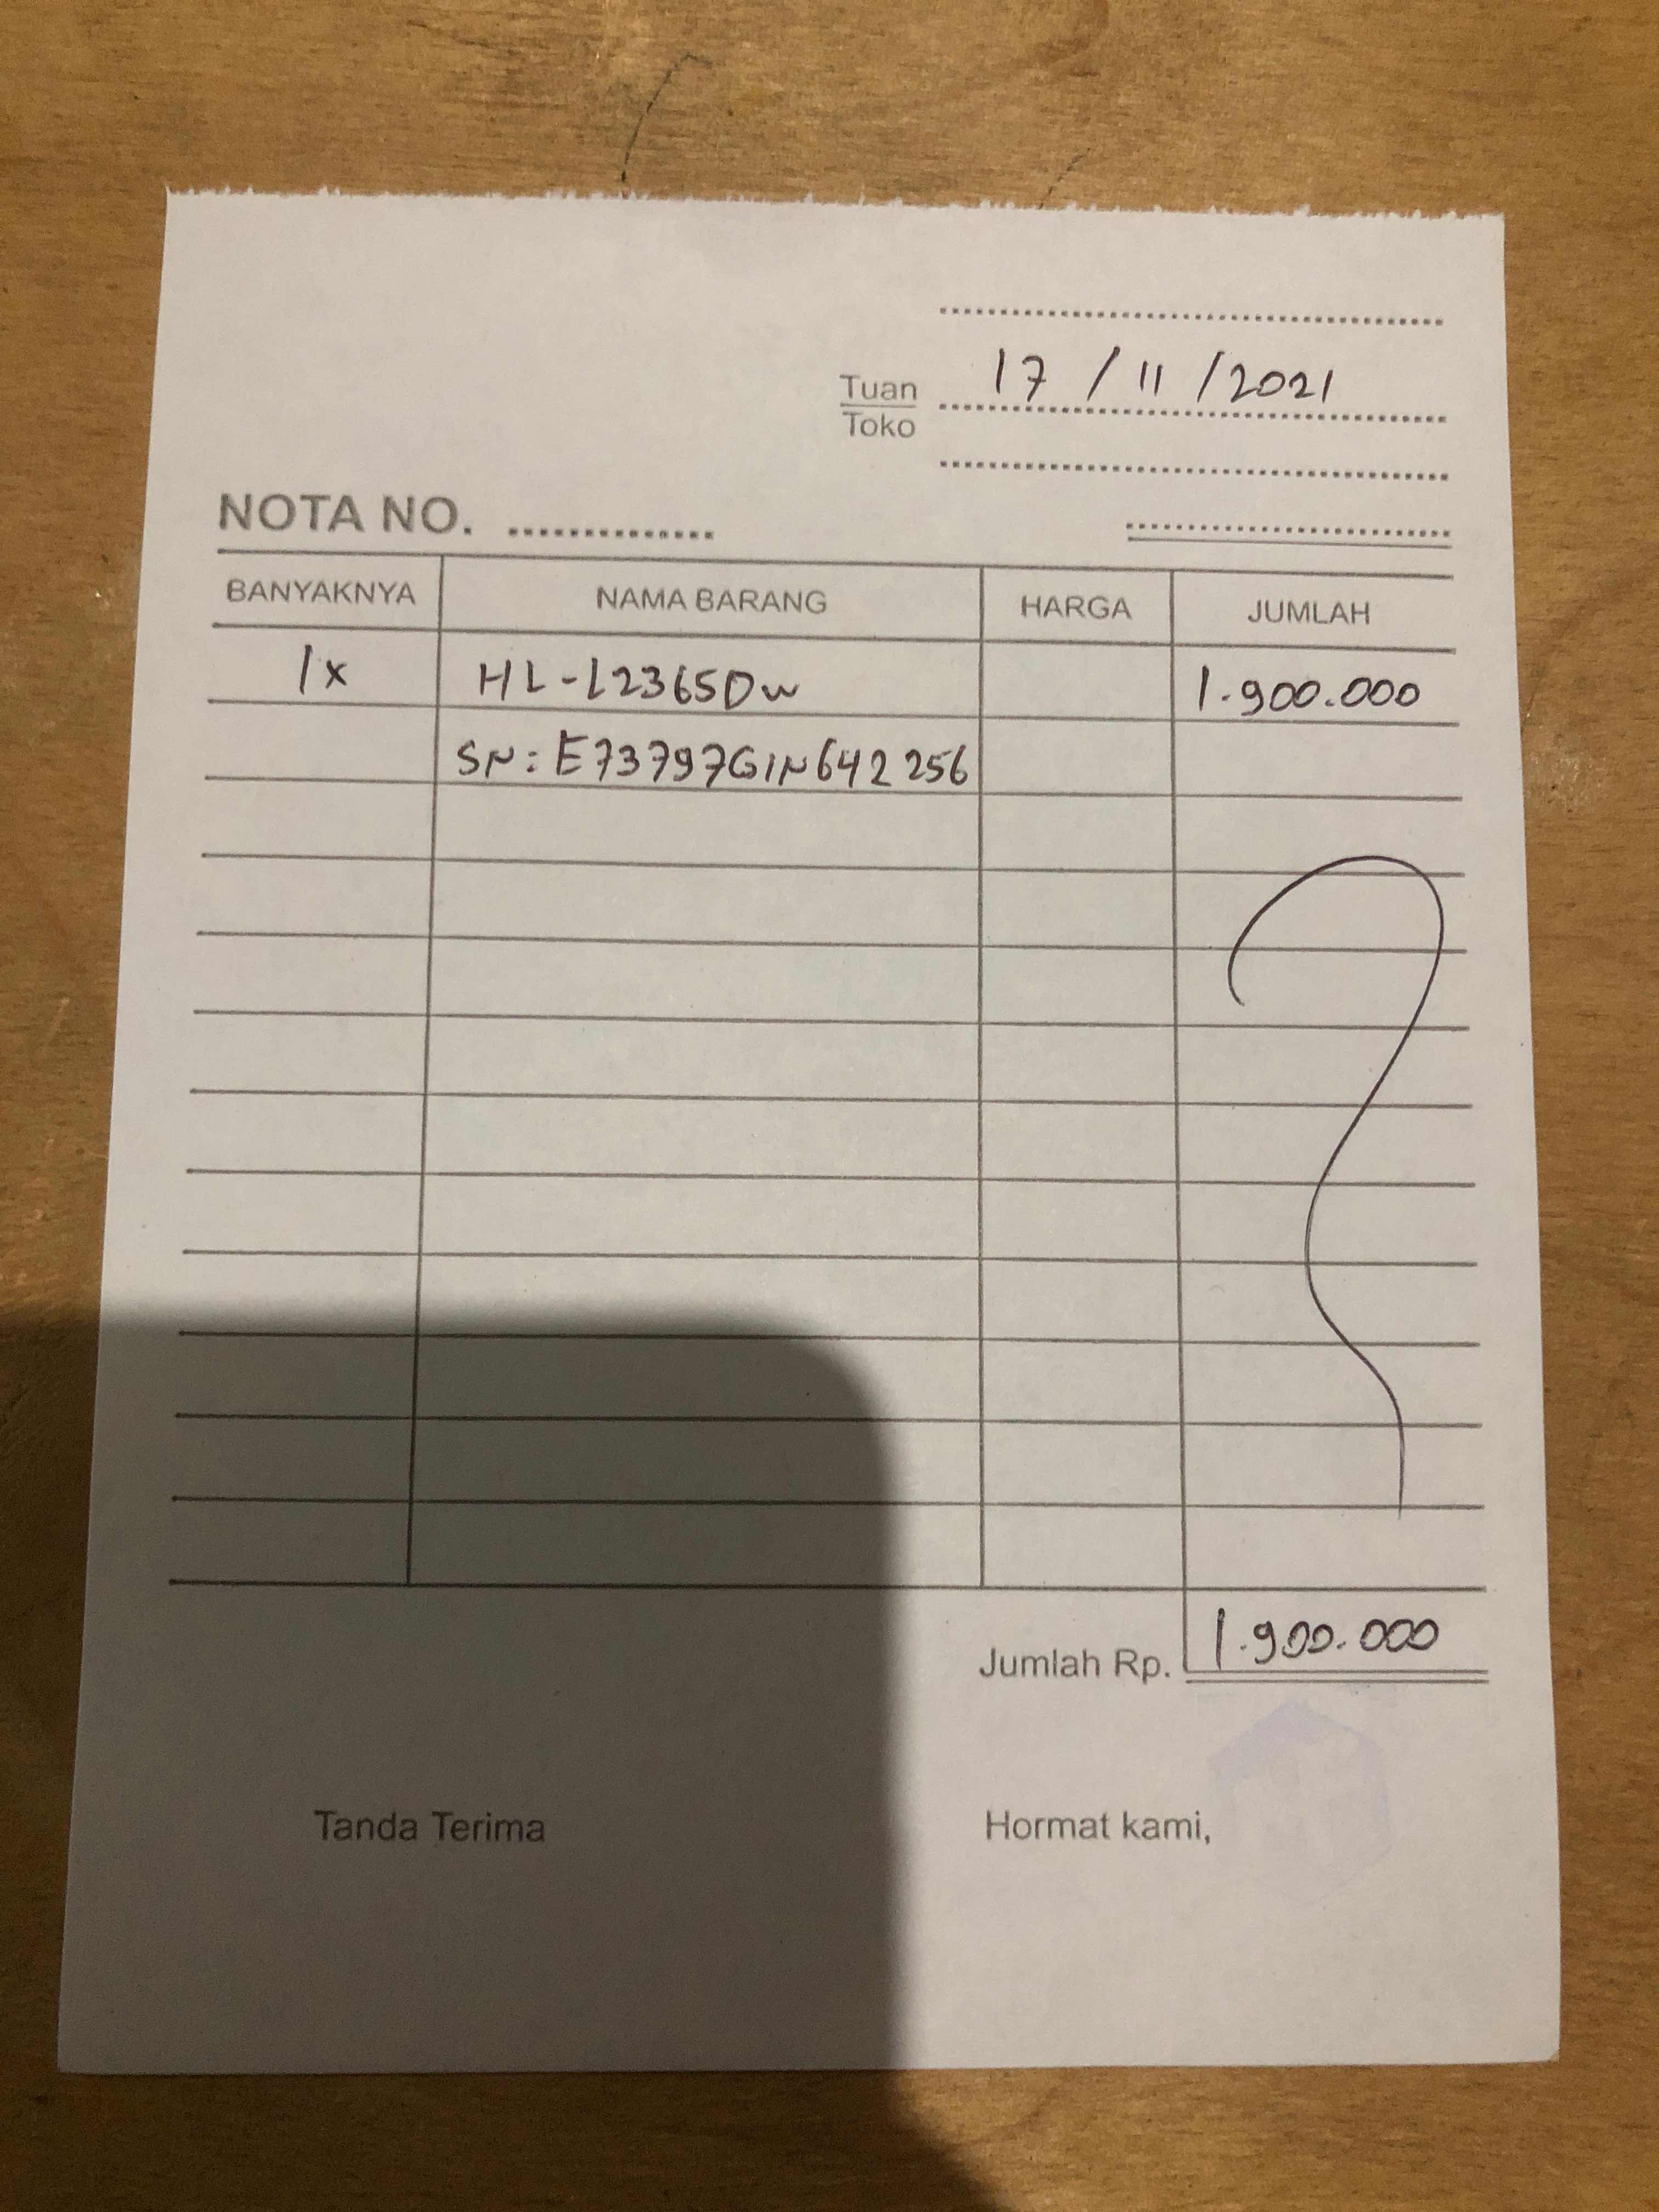 17 / 11 / 2021
Tuan
Toko
NOTA NO.
BANYAKNYA NAMA BARANG HARGA JUMLAH
1x HL-L2365Dw 1.900.000
SN: E73797G1N642256
Jumlah Rp. 1.900.000
Tanda Terima Hormat kami,